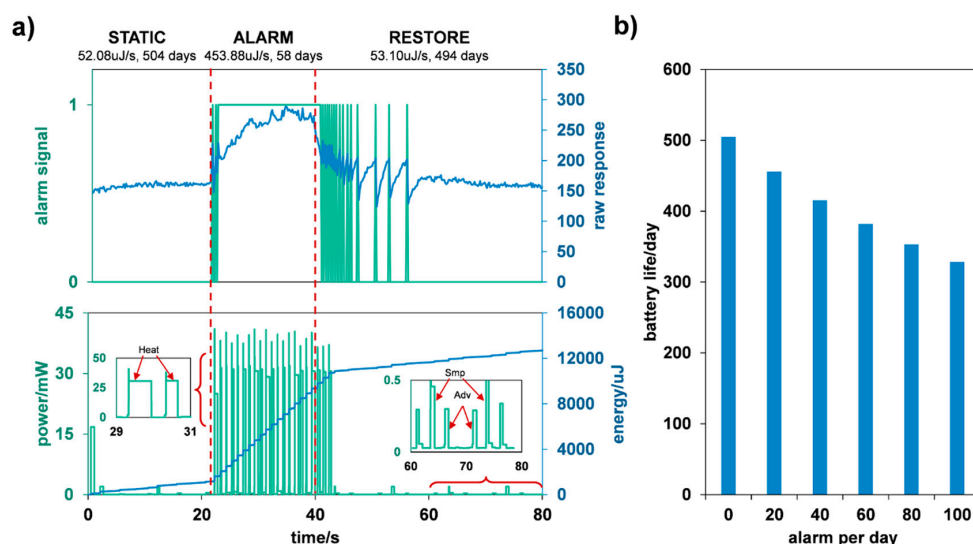 a)
STATIC ALARM RESTORE
52.08uJ/s, 504 days 453.88uJ/s, 58 days 53.10uJ/s, 494 days
alarm signal
1
0
350
300
250
200
150
100
50
0
raw response
power/mW
45
30
15
0
Heat
50
25
0
29 31
Smp
Adv
0.5
0
60 70 80
16000
12000
8000
4000
0
energy/uJ
0 20 40 60 80
time/s
b)
battery life/day
600
500
400
300
200
100
0
0 20 40 60 80 100
alarm per day